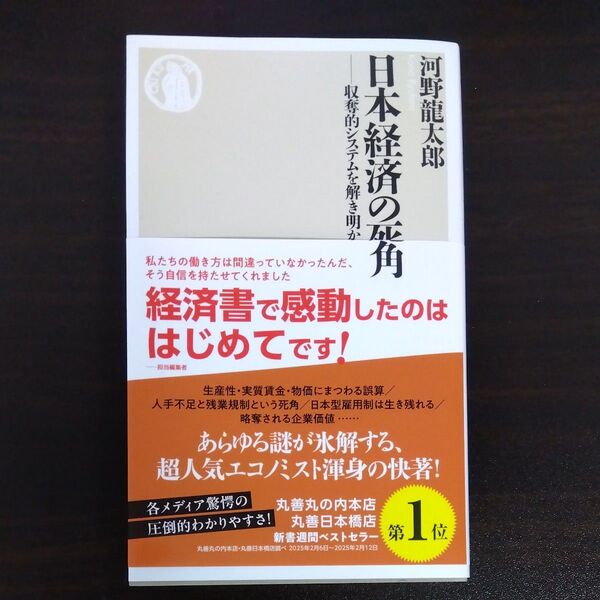 河野龍太郎
日本経済の死角
──収奪的システムを解き明か
私たちの働き方は間違っていなかったんだ、
そう自信を持たせてくれました
経済書で感動したのは
はじめてです!
──担当編集者
生産性・実質賃金・物価にまつわる誤算／
人手不足と残業規制という死角／日本型雇用制は生き残れる／
略奪される企業価値……
あらゆる謎が氷解する、
超人気エコノミスト渾身の快著!
各メディア驚愕の
圧倒的わかりやすさ!
丸善丸の内本店
丸善日本橋店
新書週間ベストセラー
第1位
丸善丸の内本店・丸善日本橋店調べ 2025年2月6日〜2025年2月12日